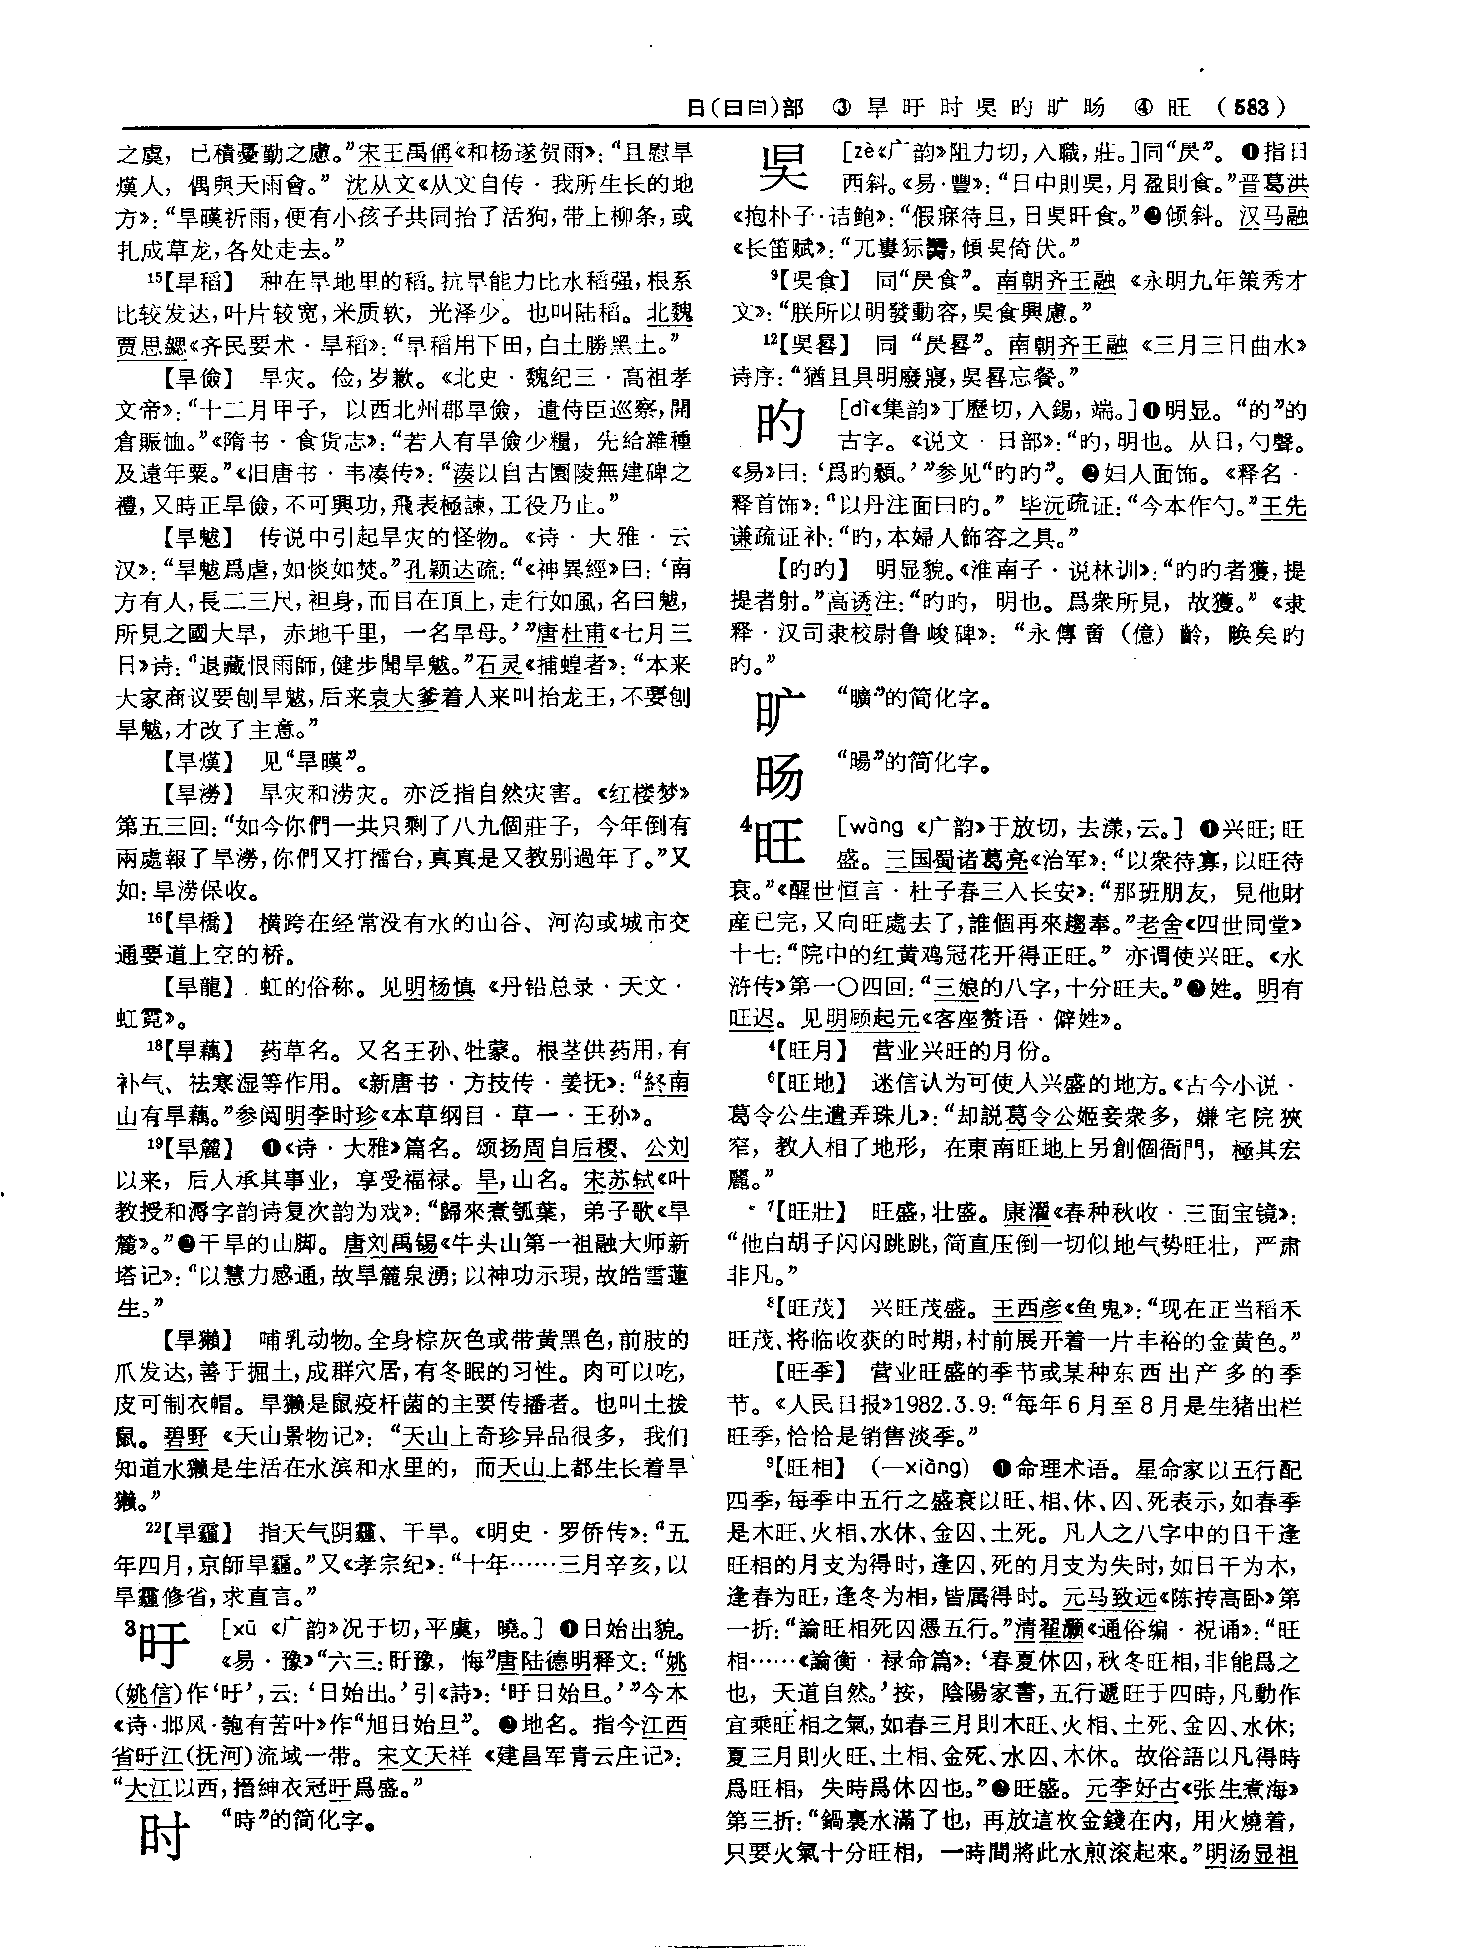 日(日曰)部 ③旱盱时吳旳旷旸 ④旺 (583)
之虞，已積憂勤之慮。”宋王禹偁《和杨遂贺雨》：“且慰旱
熯人，偶與天雨會。”沈从文《从文自传·我所生长的地
方》：“旱暵祈雨，便有小孩子共同抬了活狗，带上柳条，或
扎成草龙，各处走去。”
15【旱稻】 种在旱地里的稻。抗旱能力比水稻强，根系
比较发达，叶片较宽，米质软，光泽少。也叫陆稻。北魏
贾思勰《齐民要术·旱稻》：“旱稻用下田，白土勝黑土。”
【旱儉】 旱灾。俭，岁歉。《北史·魏纪三·高祖孝
文帝》：“十二月甲子，以西北州郡旱儉，遣侍臣巡察，開
倉賑恤。”《隋书·食货志》：“若人有旱儉少糧，先给雜種
及遠年粟。”《旧唐书·韦凑传》：“湊以自古園陵無建碑之
禮，又時正旱儉，不可興功，飛表極諫，工役乃止。”
【旱魃】 传说中引起旱灾的怪物。《诗·大雅·云
汉》：“旱魃爲虐，如惔如焚。”孔颖达疏：“《神異經》曰：‘南
方有人，長二三尺，袒身，而目在頂上，走行如風，名曰魃，
所見之國大旱，赤地千里，一名旱母。’”唐杜甫《七月三
日》诗：“退藏恨雨師，健步聞旱魃。”石灵《捕蝗者》：“本来
大家商议要刨旱魃，后来袁大爹着人来叫抬龙王，不要刨
旱魃，才改了主意。”
【旱熯】 见“旱暵”。
【旱澇】 旱灾和涝灾。亦泛指自然灾害。《红楼梦》
第五三回：“如今你們一共只剩了八九個莊子，今年倒有
兩處報了旱澇，你們又打擂台，真真是又教别過年了。”又
如：旱涝保收。
16【旱橋】 横跨在经常没有水的山谷、河沟或城市交
通要道上空的桥。
【旱龍】 虹的俗称。见明杨慎《丹铅总录·天文·
虹霓》。
18【旱藕】 药草名。又名王孙、牡蒙。根茎供药用，有
补气、祛寒湿等作用。《新唐书·方技传·姜抚》：“終南
山有旱藕。”参阅明李时珍《本草纲目·草一·王孙》。
19【旱麓】 ❶《诗·大雅》篇名。颂扬周自后稷、公刘
以来，后人承其事业，享受福禄。旱，山名。宋苏轼《叶
教授和溽字韵诗复次韵为戏》：“歸來煮瓠葉，弟子歌《旱
麓》。”❷干旱的山脚。唐刘禹锡《牛头山第一祖融大师新
塔记》：“以慧力感通，故旱麓泉湧；以神功示現，故皓雪蓮
生。”
【旱獺】 哺乳动物。全身棕灰色或带黄黑色，前肢的
爪发达，善于掘土，成群穴居，有冬眠的习性。肉可以吃，
皮可制衣帽。旱獭是鼠疫杆菌的主要传播者。也叫土拨
鼠。碧野《天山景物记》：“天山上奇珍异品很多，我们
知道水獭是生活在水滨和水里的，而天山上都生长着旱
獭。”
22【旱霾】 指天气阴霾、干旱。《明史·罗侨传》：“五
年四月，京師旱霾。”又《孝宗纪》：“十年……三月辛亥，以
旱霾修省，求直言。”
3旴 [xū《广韵》况于切，平虞，曉。]❶日始出貌。
《易·豫》“六三：盱豫，悔”唐陆德明释文：“姚
(姚信)作‘旴’，云：‘日始出。’引《詩》：‘旴日始旦。’”今本
《诗·邶风·匏有苦叶》作“旭日始旦”。❷地名。指今江西
省旴江(抚河)流域一带。宋文天祥《建昌军青云庄记》：
“大江以西，搢紳衣冠旴爲盛。”
时 “時”的简化字。
吳 [zè《广韵》阻力切，入職，莊。]同“昃”。❶指日
西斜。《易·豐》：“日中則吳，月盈則食。”晋葛洪
《抱朴子·诘鲍》：“假寐待旦，日吳旰食。”❷倾斜。汉马融
《长笛赋》：“兀婁狋觺，傾吳倚伏。”
9【吳食】 同“昃食”。南朝齐王融《永明九年策秀才
文》：“朕所以明發動容，吳食興慮。”
12【吳晷】 同“昃晷”。南朝齐王融《三月三日曲水》
诗序：“猶且具明廢寢，吳晷忘餐。”
旳 [dì《集韵》丁歷切，入錫，端。]❶明显。“的”的
古字。《说文·日部》：“旳，明也。从日，勺聲。
《易》曰：‘爲旳顙。’”参见“旳旳”。❷妇人面饰。《释名·
释首饰》：“以丹注面曰旳。”毕沅疏证：“今本作勺。”王先
谦疏证补：“旳，本婦人飾容之具。”
【旳旳】 明显貌。《淮南子·说林训》：“旳旳者獲，提
提者射。”高诱注：“旳旳，明也。爲衆所見，故獲。”《隶
释·汉司隶校尉鲁峻碑》：“永傳啻(億)齡，晚矣旳
旳。”
旷 “曠”的简化字。
旸 “暘”的简化字。
4旺 [wàng《广韵》于放切，去漾，云。]❶兴旺；旺
盛。三国蜀诸葛亮《治军》：“以衆待寡，以旺待
衰。”《醒世恒言·杜子春三入长安》：“那班朋友，見他財
産已完，又向旺處去了，誰個再來趨奉。”老舍《四世同堂》
十七：“院中的红黄鸡冠花开得正旺。”亦谓使兴旺。《水
浒传》第一〇四回：“三娘的八字，十分旺夫。”❷姓。明有
旺迟。见明顾起元《客座赘语·僻姓》。
4【旺月】 营业兴旺的月份。
6【旺地】 迷信认为可使人兴盛的地方。《古今小说·
葛令公生遣弄珠儿》：“却説葛令公姬妾衆多，嫌宅院狹
窄，教人相了地形，在東南旺地上另創個衙門，極其宏
麗。”
7【旺壯】 旺盛，壮盛。康濯《春种秋收·三面宝镜》：
“他白胡子闪闪跳跳，简直压倒一切似地气势旺壮，严肃
非凡。”
8【旺茂】 兴旺茂盛。王西彦《鱼鬼》：“现在正当稻禾
旺茂、将临收获的时期，村前展开着一片丰裕的金黄色。”
【旺季】 营业旺盛的季节或某种东西出产多的季
节。《人民日报》1982.3.9：“每年6月至8月是生猪出栏
旺季，恰恰是销售淡季。”
9【旺相】 (—xiàng) ❶命理术语。星命家以五行配
四季，每季中五行之盛衰以旺、相、休、囚、死表示，如春季
是木旺、火相、水休、金囚、土死。凡人之八字中的日干逢
旺相的月支为得时，逢囚、死的月支为失时，如日干为木，
逢春为旺，逢冬为相，皆属得时。元马致远《陈抟高卧》第
一折：“論旺相死囚憑五行。”清翟灏《通俗编·祝诵》：“旺
相……《論衡·禄命篇》：‘春夏休囚，秋冬旺相，非能爲之
也，天道自然。’按，陰陽家書，五行遞旺于四時，凡動作
宜乘旺相之氣，如春三月則木旺、火相、土死、金囚、水休；
夏三月則火旺、土相、金死、水囚、木休。故俗語以凡得時
爲旺相，失時爲休囚也。”❷旺盛。元李好古《张生煮海》
第三折：“鍋裏水滿了也，再放這枚金錢在内，用火燒着，
只要火氣十分旺相，一時間將此水煎滚起來。”明汤显祖